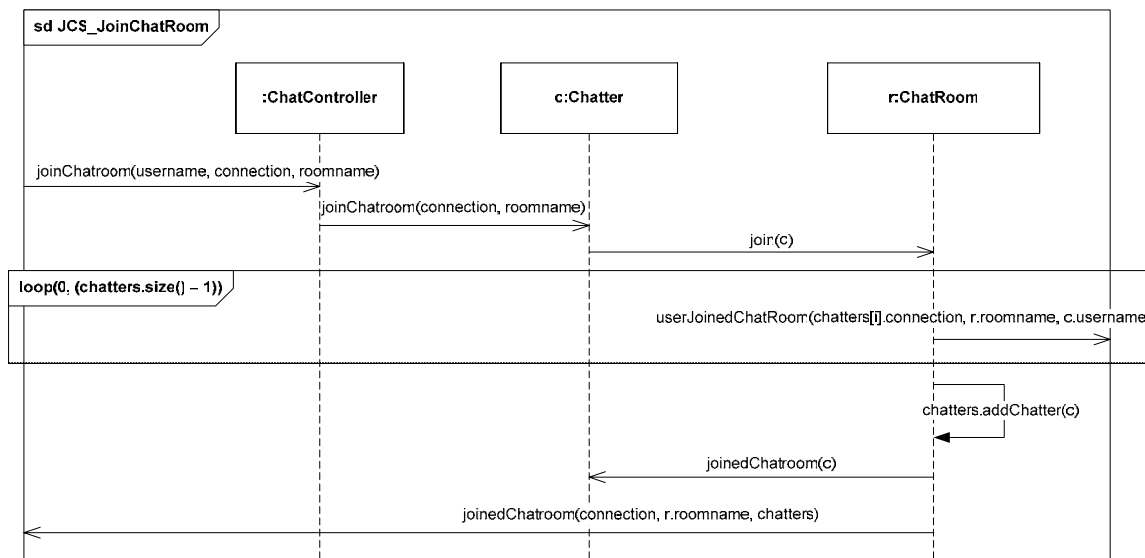 sd JCS_JoinChatRoom
:ChatController
c:Chatter
r:ChatRoom
joinChatroom(username, connection, roomname)
joinChatroom(connection, roomname)
join(c)
loop(0, (chatters.size() – 1))
userJoinedChatRoom(chatters[i].connection, r.roomname, c.username
chatters.addChatter(c)
joinedChatroom(c)
joinedChatroom(connection, r.roomname, chatters)